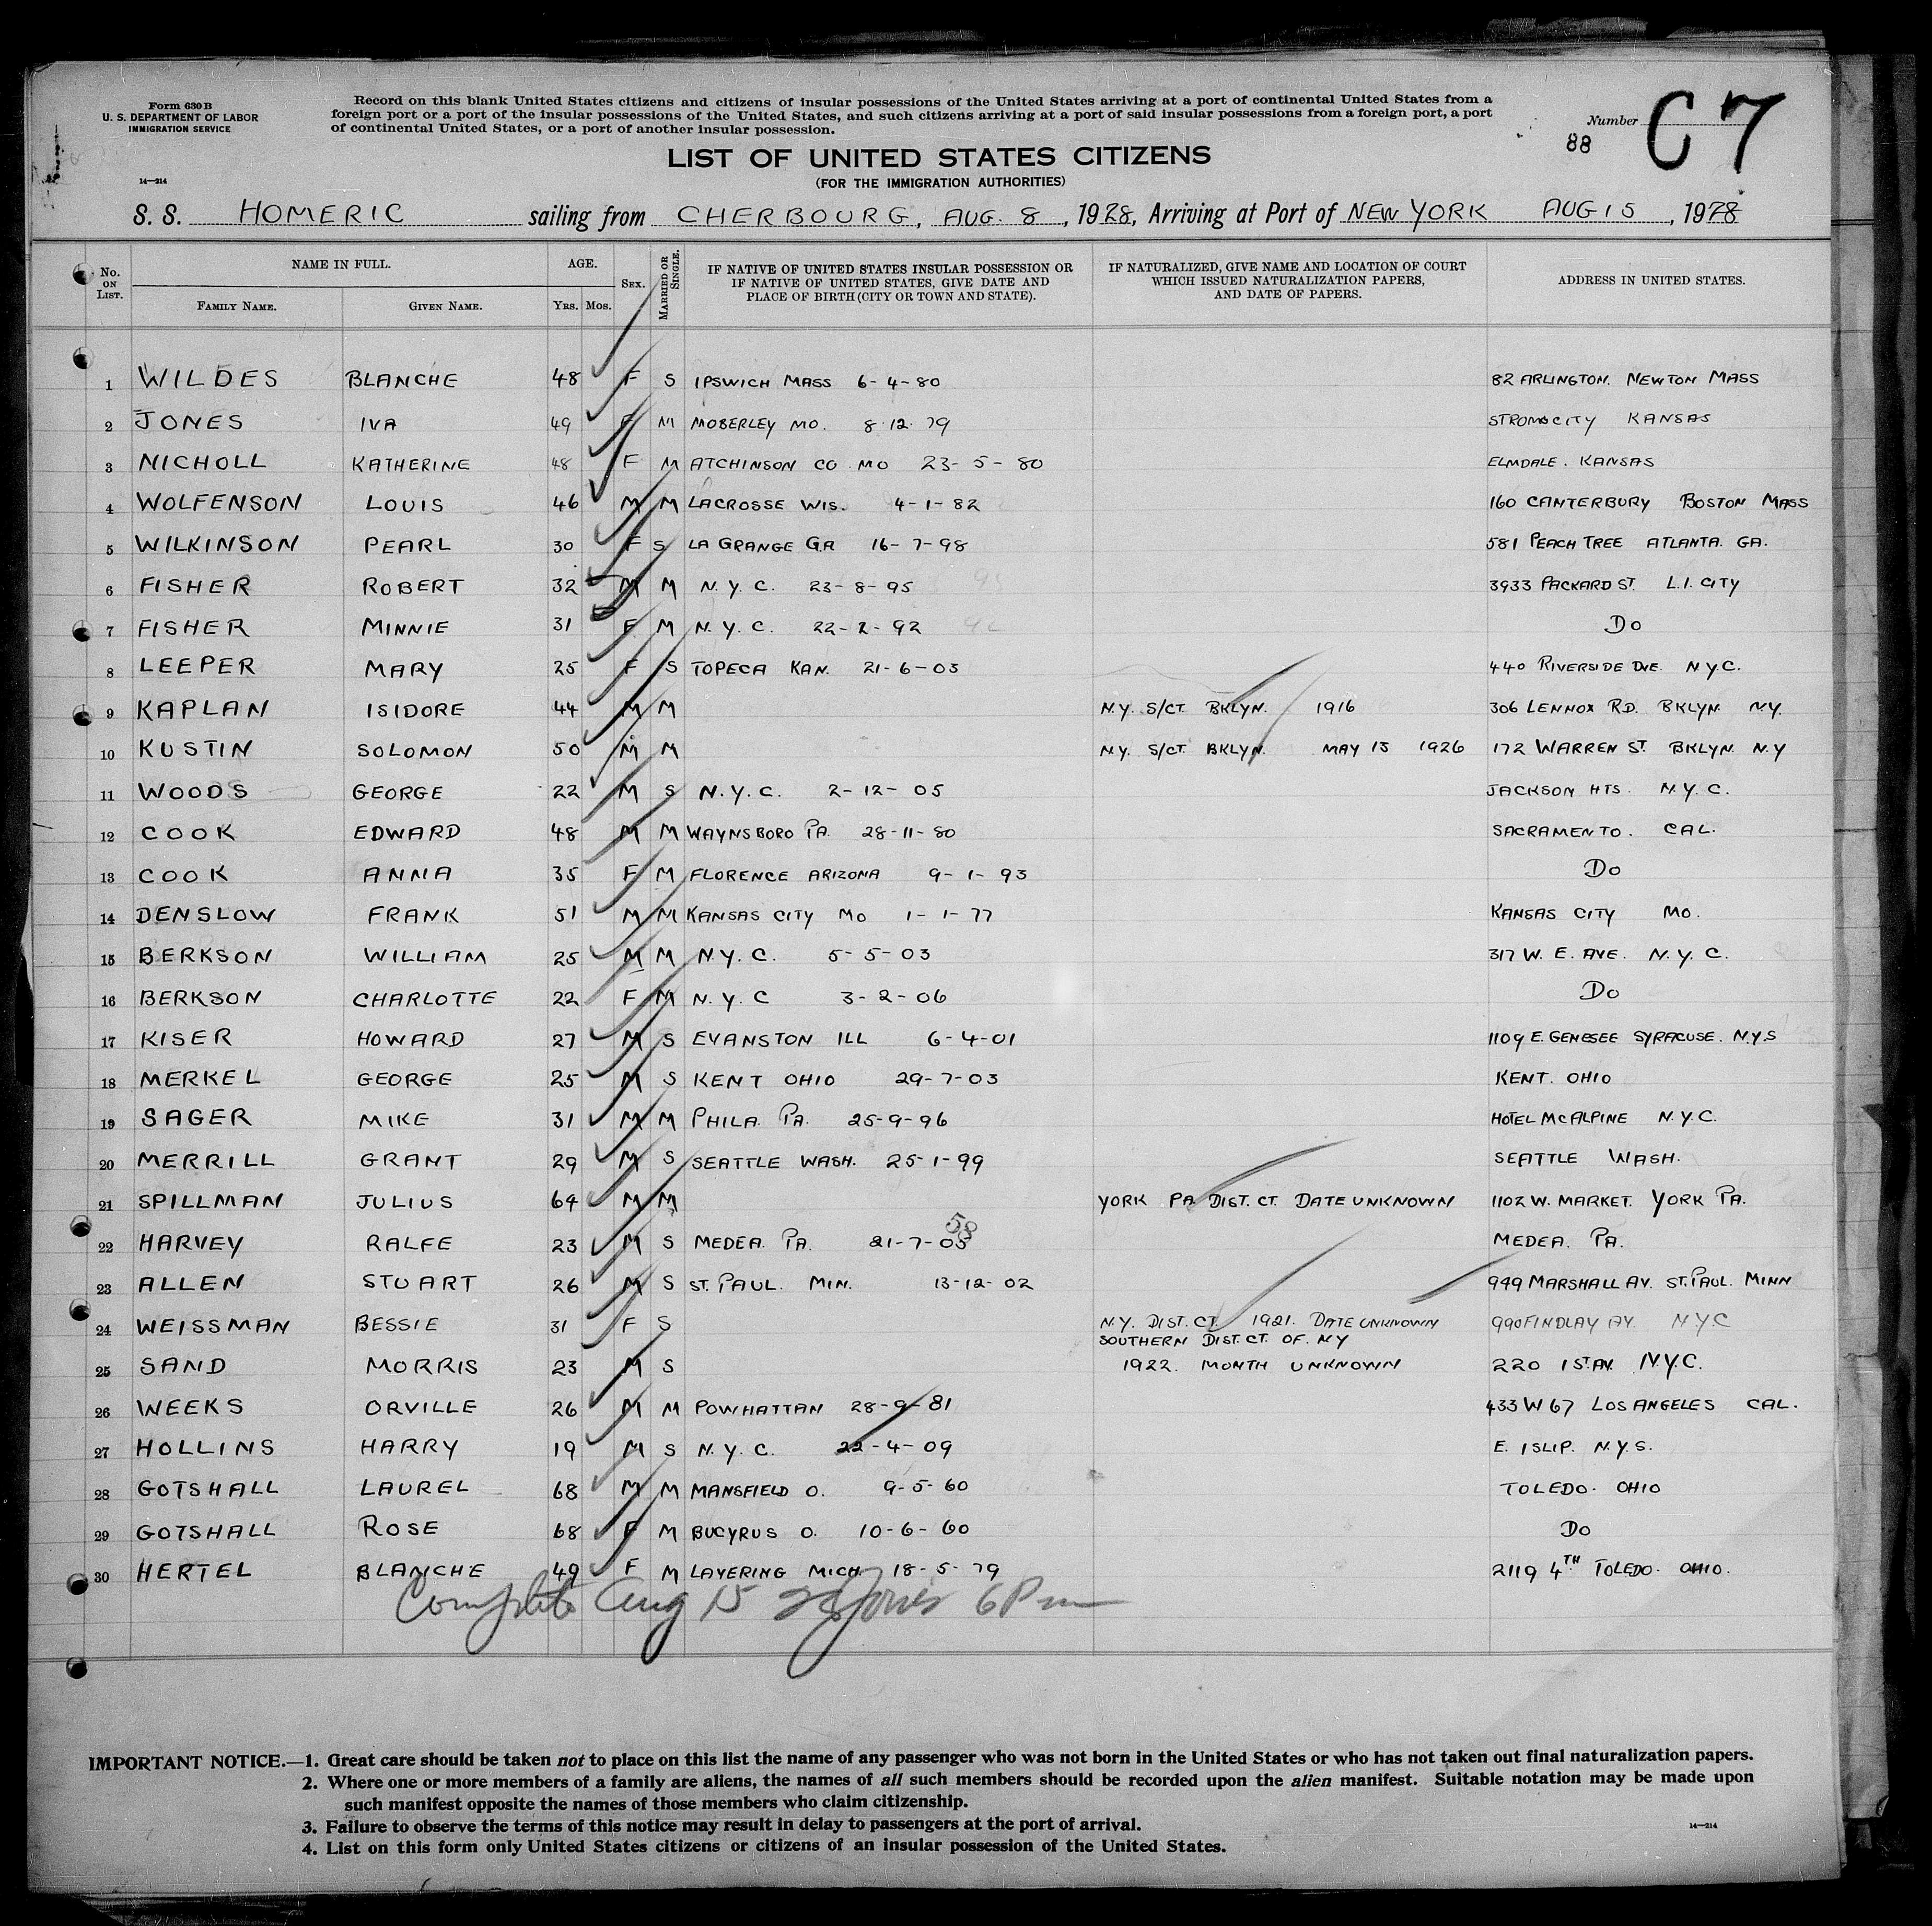 Form 630 B
U. S. DEPARTMENT OF LABOR
IMMIGRATION SERVICE
14—214
Record on this blank United States citizens and citizens of insular possessions of the United States arriving at a port of continental United States from a
foreign port or a port of the insular possessions of the United States, and such citizens arriving at a port of said insular possessions from a foreign port, a port
of continental United States, or a port of another insular possession.
Number C7
88
LIST OF UNITED STATES CITIZENS
(FOR THE IMMIGRATION AUTHORITIES)
S. S. HOMERIC sailing from CHERBOURG, AUG. 8, 1928, Arriving at Port of NEW YORK AUG 15, 1928
No. ON LIST. NAME IN FULL. AGE. SEX. MARRIED OR SINGLE. IF NATIVE OF UNITED STATES INSULAR POSSESSION OR IF NATIVE OF UNITED STATES, GIVE DATE AND PLACE OF BIRTH (CITY OR TOWN AND STATE). IF NATURALIZED, GIVE NAME AND LOCATION OF COURT WHICH ISSUED NATURALIZATION PAPERS, AND DATE OF PAPERS. ADDRESS IN UNITED STATES.
FAMILY NAME. GIVEN NAME. YRS. MOS.
1 WILDES BLANCHE 48 F S IPSWICH MASS 6-4-80 82 ARLINGTON. NEWTON MASS
2 JONES IVA 49 F M MOBERLEY MO. 8.12.79 STROMSCITY KANSAS
3 NICHOLL KATHERINE 48 F M ATCHINSON CO MO 23-5-80 ELMDALE. KANSAS
4 WOLFENSON LOUIS 46 M M LACROSSE WIS. 4-1-82 160 CANTERBURY BOSTON MASS
5 WILKINSON PEARL 30 F S LA GRANGE GA 16-7-98 581 PEACH TREE ATLANTA. GA.
6 FISHER ROBERT 32 M M N.Y.C. 23-8-95 3933 PACKARD ST. L.I. CITY
7 FISHER MINNIE 31 F M N.Y.C. 22-2-92 DO
8 LEEPER MARY 25 F S TOPECA KAN. 21-6-03 440 RIVERSIDE DVE. N.Y.C.
9 KAPLAN ISIDORE 44 M M N.Y. S/CT. BKLYN. 1916 306 LENNOX RD. BKLYN. N.Y.
10 KUSTIN SOLOMON 50 M M N.Y. S/CT. BKLYN. MAY 15 1926 172 WARREN ST. BKLYN. N.Y
11 WOODS GEORGE 22 M S N.Y.C. 2-12-05 JACKSON HTS. N.Y.C.
12 COOK EDWARD 48 M M WAYNSBORO PA. 28-11-80 SACRAMENTO. CAL.
13 COOK ANNA 35 F M FLORENCE ARIZONA 9-1-93 DO
14 DENSLOW FRANK 51 M M KANSAS CITY MO 1-1-77 KANSAS CITY MO.
15 BERKSON WILLIAM 25 M M N.Y.C. 5-5-03 317 W. E. AVE. N.Y.C.
16 BERKSON CHARLOTTE 22 F M N.Y.C 3-2-06 DO
17 KISER HOWARD 27 M S EVANSTON ILL 6-4-01 1109 E. GENESEE SYRACUSE. N.Y.S
18 MERKEL GEORGE 25 M S KENT OHIO 29-7-03 KENT. OHIO
19 SAGER MIKE 31 M M PHILA. PA. 25-9-96 HOTEL MCALPINE N.Y.C.
20 MERRILL GRANT 29 M S SEATTLE WASH. 25-1-99 SEATTLE WASH.
21 SPILLMAN JULIUS 64 M M YORK PA DIST. CT. DATE UNKNOWN 1102 W. MARKET. YORK PA.
22 HARVEY RALFE 23 M S MEDEA. PA. 21-7-05 MEDEA. PA.
23 ALLEN STUART 26 M S ST. PAUL. MIN. 13-12-02 949 MARSHALL AV. ST. PAUL. MINN
24 WEISSMAN BESSIE 31 F S N.Y. DIST. CT. 1921. DATE UNKNOWN 990 FINDLAY AV. N.Y.C
SOUTHERN DIST. CT. OF. N.Y
25 SAND MORRIS 23 M S 1922. MONTH UNKNOWN 220 1ST. AV. N.Y.C.
26 WEEKS ORVILLE 26 M M POWHATTAN 28-9-81 433 W 67 LOS ANGELES CAL.
27 HOLLINS HARRY 19 M S N.Y.C. 22-4-09 E. ISLIP. N.Y.S.
28 GOTSHALL LAUREL 68 M M MANSFIELD O. 9-5-60 TOLEDO. OHIO
29 GOTSHALL ROSE 68 F M BUCYRUS O. 10-6-60 DO
30 HERTEL BLANCHE 49 F M LAVERING MICH 18-5-79 2119 4TH TOLEDO. OHIO.
Complete Aug 15 28 6 Pm
IMPORTANT NOTICE.—1. Great care should be taken not to place on this list the name of any passenger who was not born in the United States or who has not taken out final naturalization papers.
2. Where one or more members of a family are aliens, the names of all such members should be recorded upon the alien manifest. Suitable notation may be made upon
such manifest opposite the names of those members who claim citizenship.
3. Failure to observe the terms of this notice may result in delay to passengers at the port of arrival.
4. List on this form only United States citizens or citizens of an insular possession of the United States.
14—214